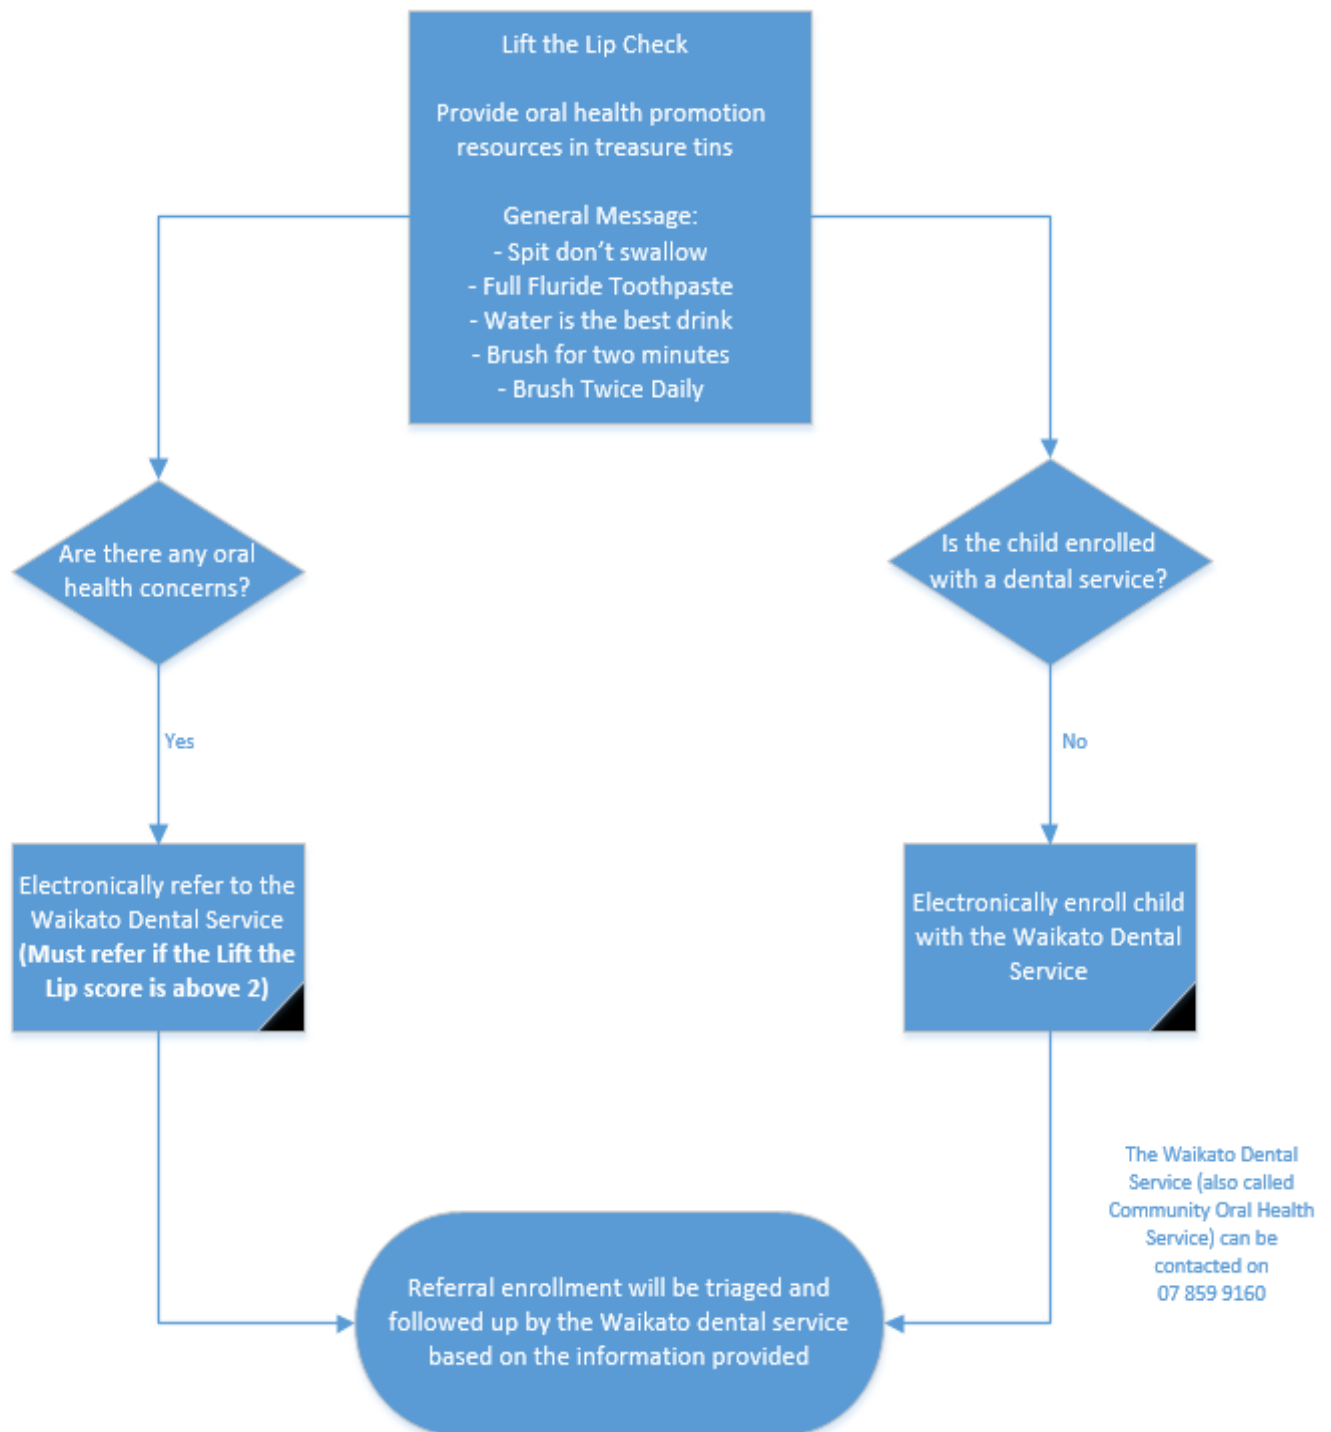 Lift the Lip Check
Provide oral health promotion
resources in treasure tins
General Message:
- Spit don't swallow
- Full Fluride Toothpaste
- Water is the best drink
- Brush for two minutes
- Brush Twice Daily
Are there any oral
health concerns?
Is the child enrolled
with a dental service?
Yes
No
Electronically refer to the
Waikato Dental Service
(Must refer if the Lift the
Lip score is above 2)
Electronically enroll child
with the Waikato Dental
Service
The Waikato Dental
Service (also called
Community Oral Health
Service) can be
contacted on
07 859 9160
Referral enrollment will be triaged and
followed up by the Waikato dental service
based on the information provided